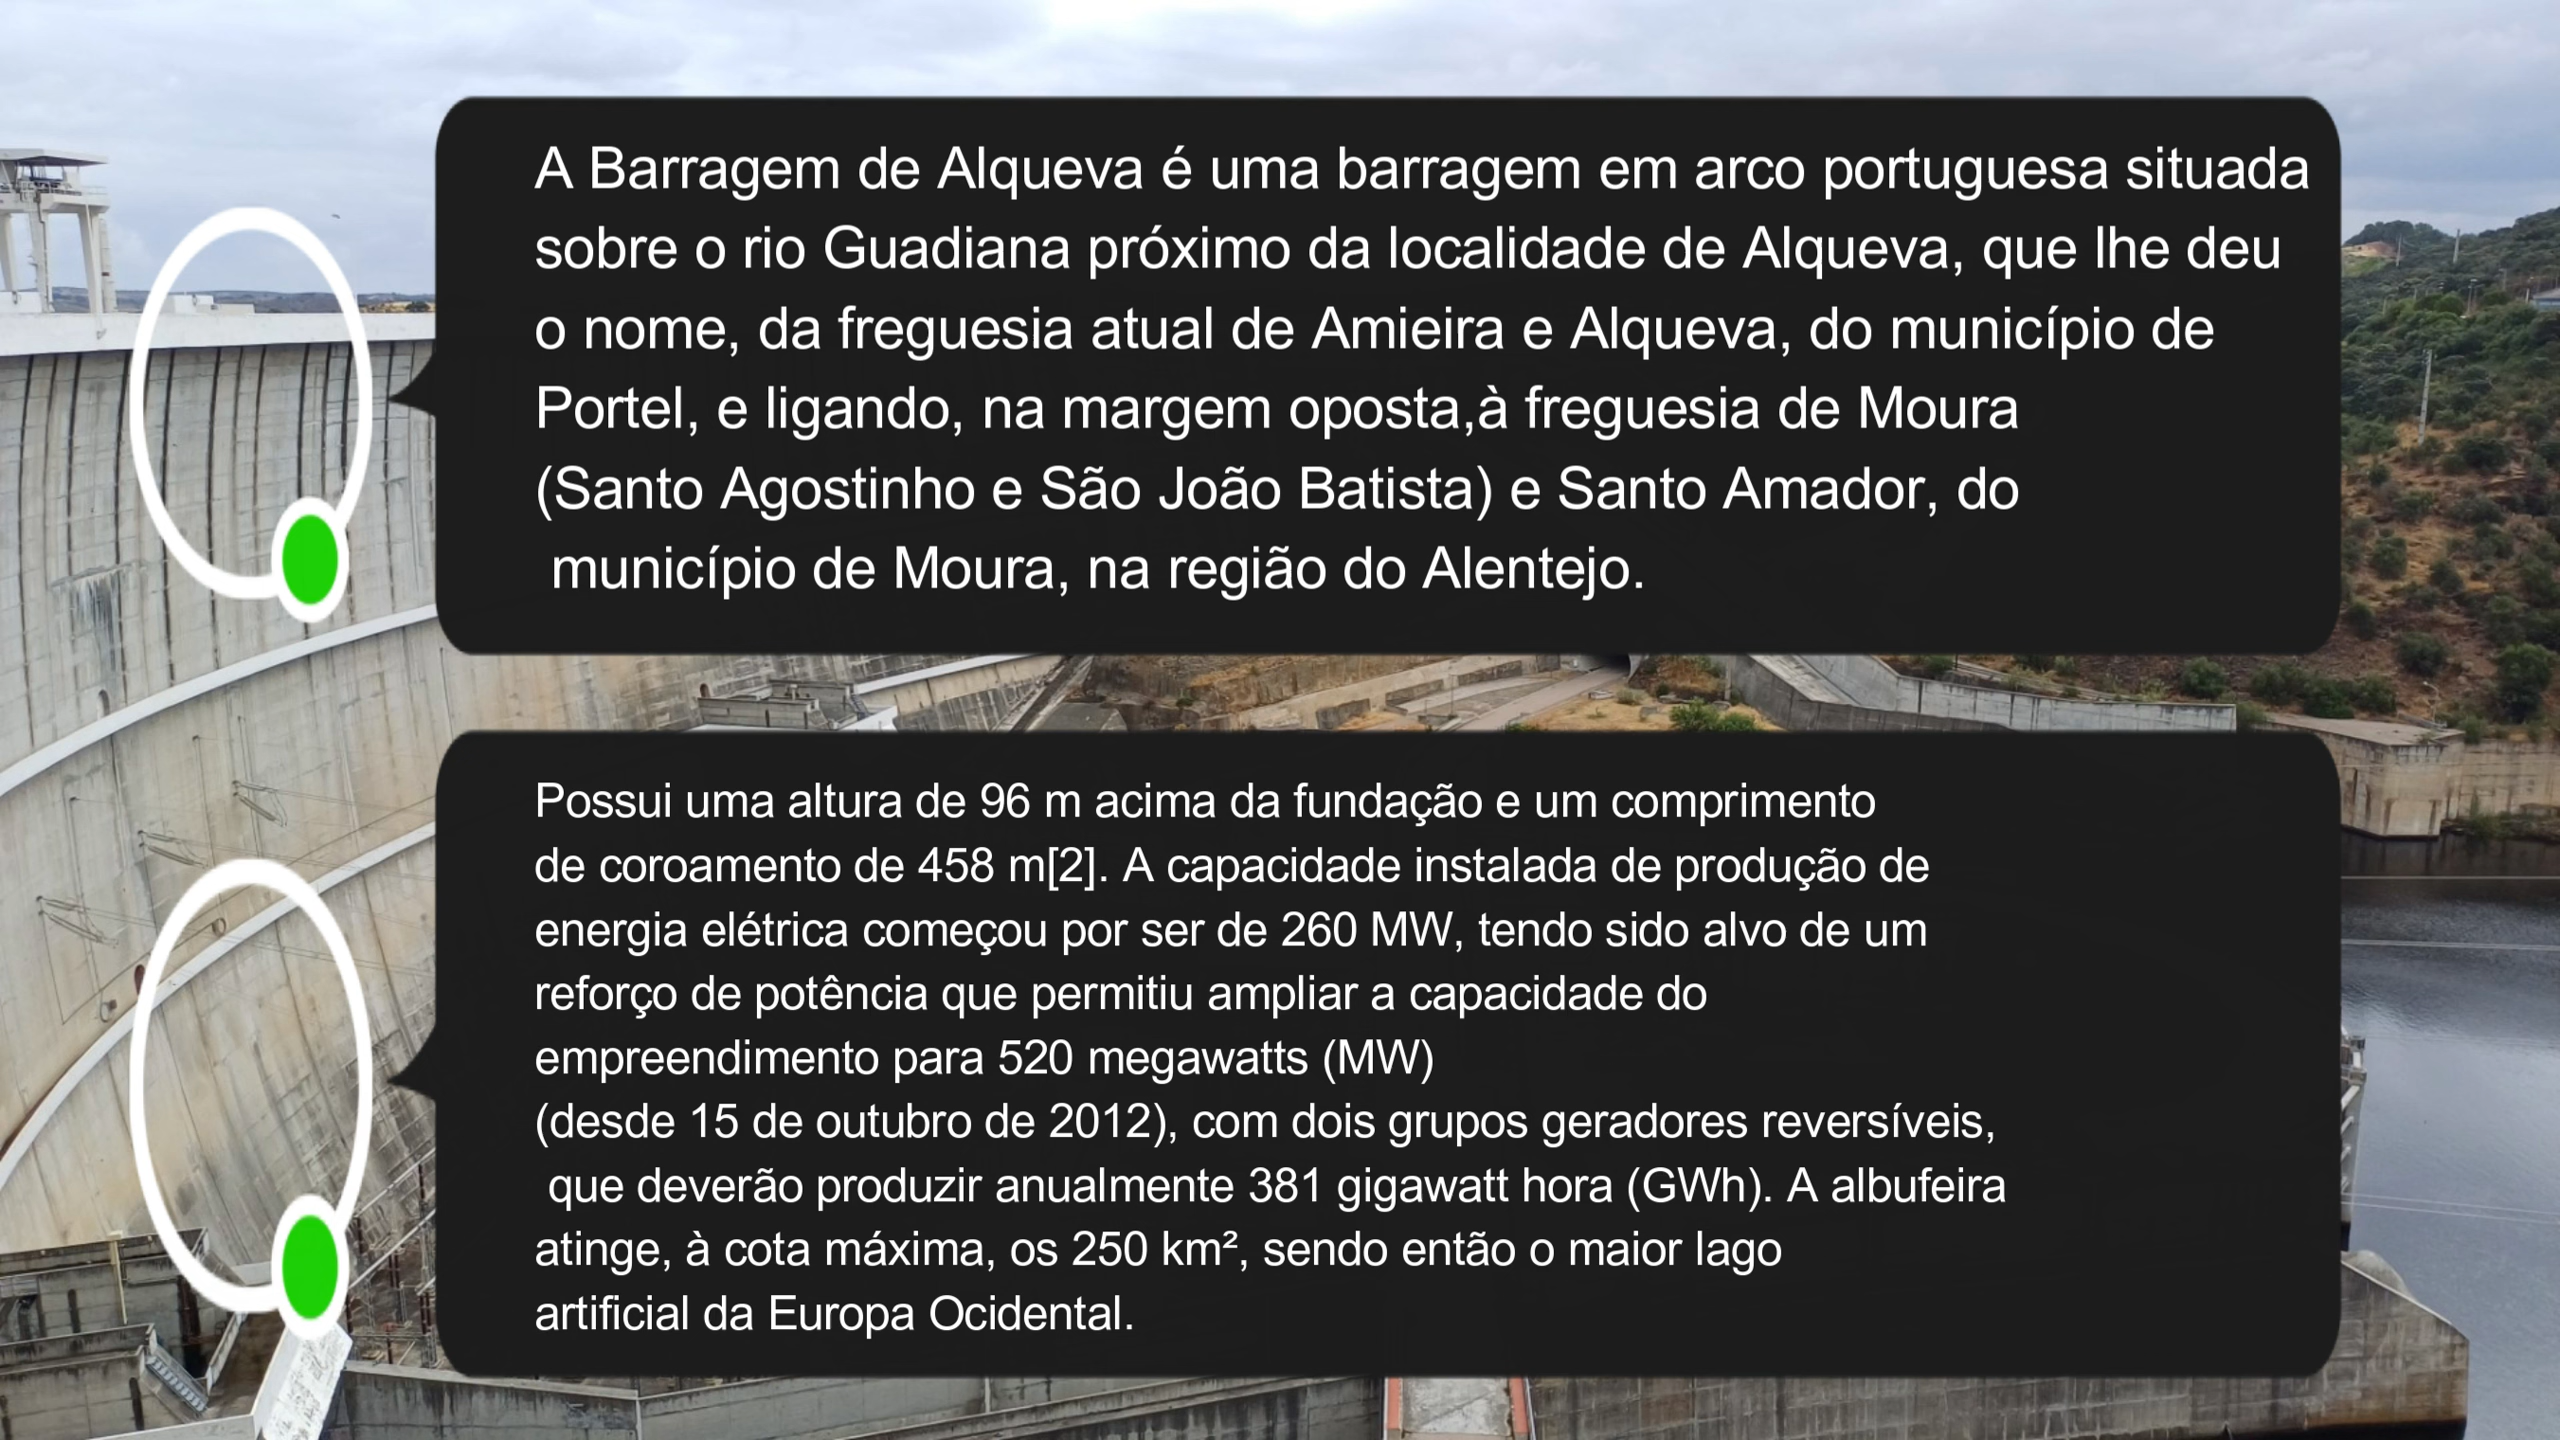 A Barragem de Alqueva é uma barragem em arco portuguesa situada
sobre o rio Guadiana próximo da localidade de Alqueva, que lhe deu
o nome, da freguesia atual de Amieira e Alqueva, do município de
Portel, e ligando, na margem oposta,à freguesia de Moura
(Santo Agostinho e São João Batista) e Santo Amador, do
município de Moura, na região do Alentejo.
Possui uma altura de 96 m acima da fundação e um comprimento
de coroamento de 458 m[2]. A capacidade instalada de produção de
energia elétrica começou por ser de 260 MW, tendo sido alvo de um
reforço de potência que permitiu ampliar a capacidade do
empreendimento para 520 megawatts (MW)
(desde 15 de outubro de 2012), com dois grupos geradores reversíveis,
que deverão produzir anualmente 381 gigawatt hora (GWh). A albufeira
atinge, à cota máxima, os 250 km², sendo então o maior lago
artificial da Europa Ocidental.